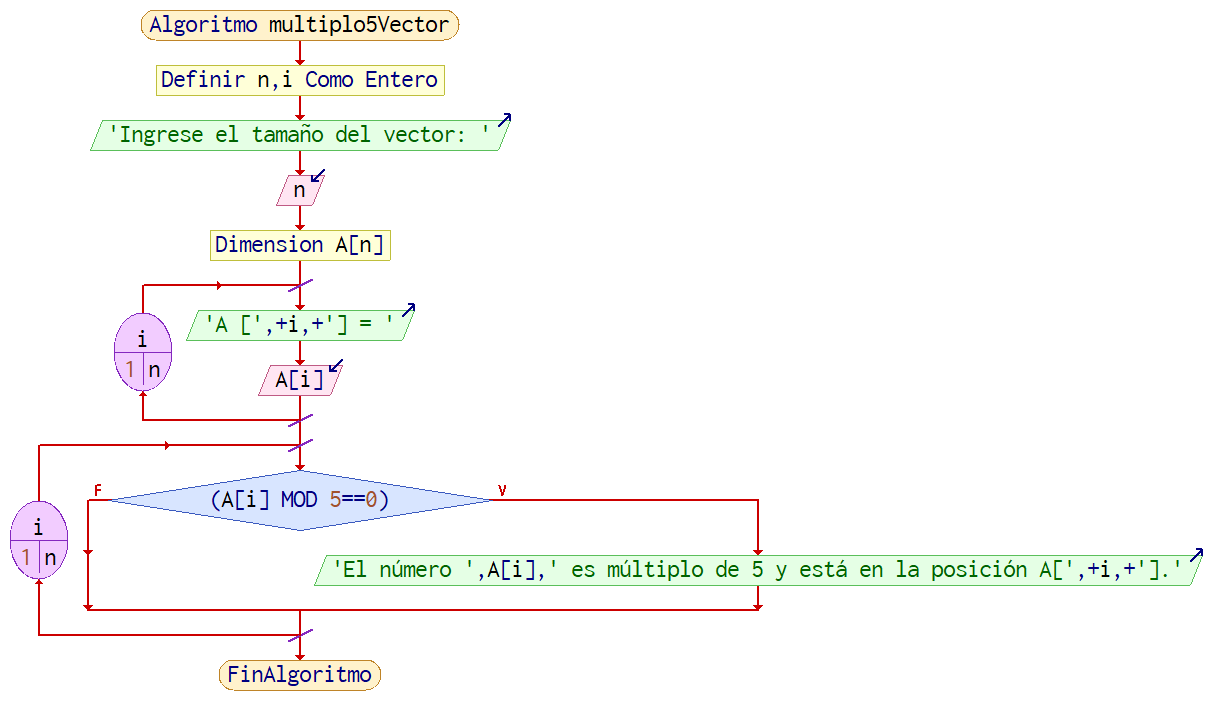 Algoritmo multiplo5Vector
Definir n,i Como Entero
'Ingrese el tamaño del vector: '
n
Dimension A[n]
'A [',+i,+'] = '
i
1 n
A[i]
F
(A[i] MOD 5==0)
V
i
1 n
'El número ',A[i],' es múltiplo de 5 y está en la posición A[',+i,+'].'
FinAlgoritmo